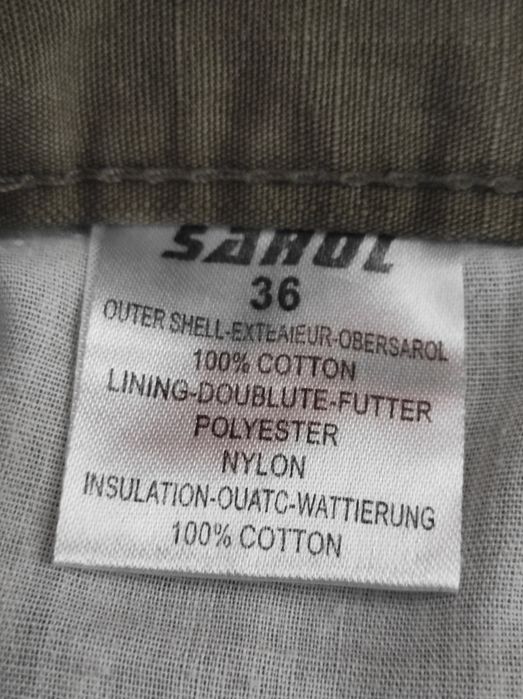 SAROL
36
OUTER SHELL-EXTEAIEUR-OBERSAROL
100% COTTON
LINING-DOUBLUTE-FUTTER
POLYESTER
NYLON
INSULATION-OUATC-WATTIERUNG
100% COTTON